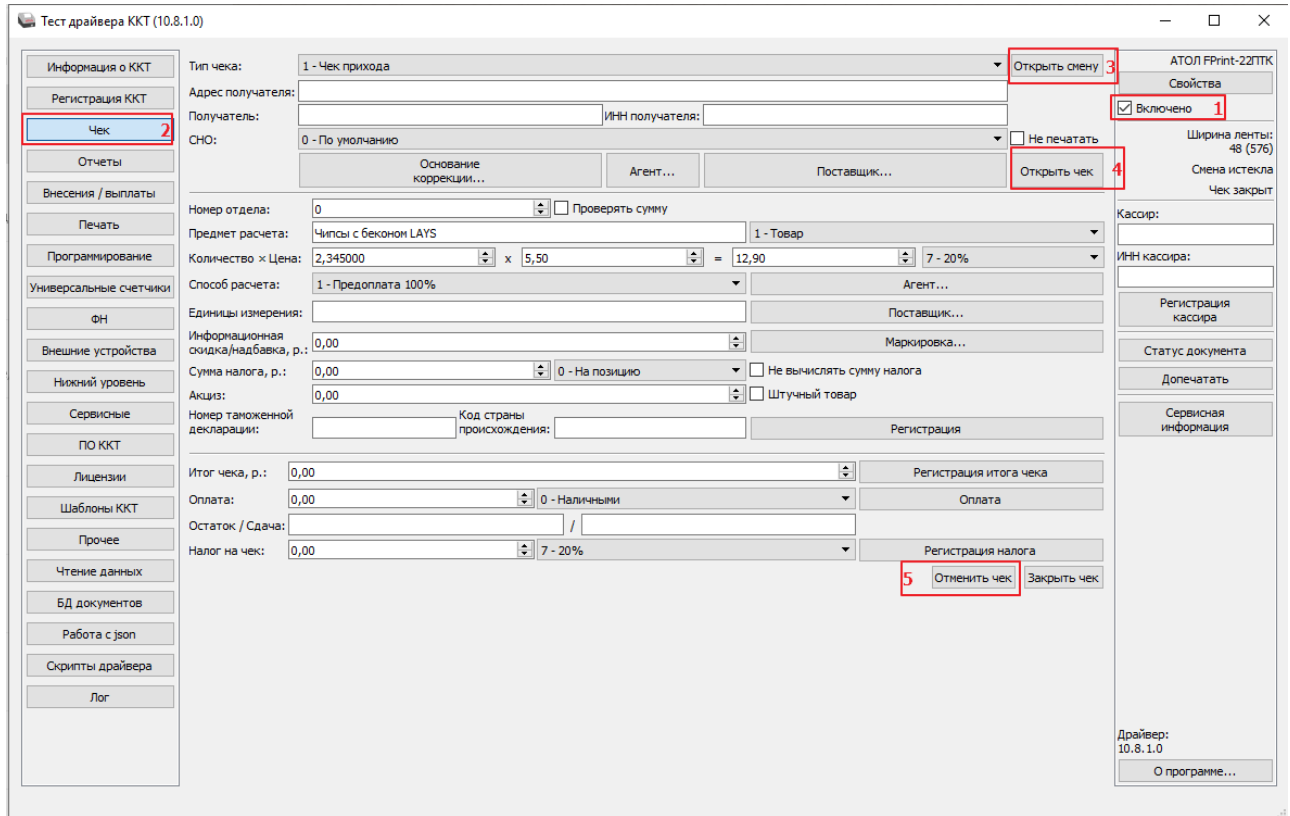 Тест драйвера ККТ (10.8.1.0)
Информация о ККТ
Регистрация ККТ
Чек 2
Отчеты
Внесения / выплаты
Печать
Программирование
Универсальные счетчики
ФН
Внешние устройства
Нижний уровень
Сервисные
ПО ККТ
Лицензии
Шаблоны ККТ
Прочее
Чтение данных
БД документов
Работа с json
Скрипты драйвера
Лог
Тип чека: 1 - Чек прихода Открыть смену 3
Адрес получателя:
Получатель: ИНН получателя:
СНО: 0 - По умолчанию Не печатать
Основание
коррекции... Агент... Поставщик... Открыть чек 4
Номер отдела: 0 Проверять сумму
Предмет расчета: Чипсы с беконом LAYS 1 - Товар
Количество × Цена: 2,345000 x 5,50 = 12,90 7 - 20%
Способ расчета: 1 - Предоплата 100% Агент...
Единицы измерения: Поставщик...
Информационная
скидка/надбавка, р.: 0,00 Маркировка...
Сумма налога, р.: 0,00 0 - На позицию Не вычислять сумму налога
Акциз: 0,00 Штучный товар
Номер таможенной
декларации: Код страны
происхождения: Регистрация
Итог чека, р.: 0,00 Регистрация итога чека
Оплата: 0,00 0 - Наличными Оплата
Остаток / Сдача: /
Налог на чек: 0,00 7 - 20% Регистрация налога
5 Отменить чек Закрыть чек
АТОЛ FPrint-22ПТК
Свойства
Включено 1
Ширина ленты:
48 (576)
Смена истекла
Чек закрыт
Кассир:
ИНН кассира:
Регистрация
кассира
Статус документа
Допечатать
Сервисная
информация
Драйвер:
10.8.1.0
О программе...